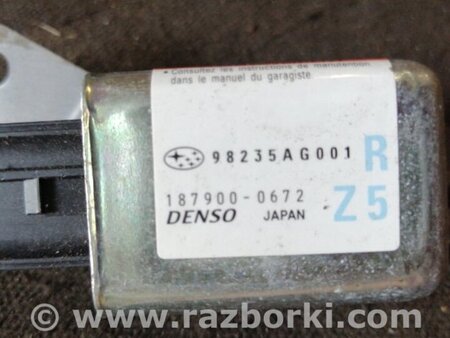 • Consultez les instructions de manutention
dans le manuel du garagiste.
98235AG001 R
187900-0672
DENSO JAPAN Z5
© www.razborki.com/